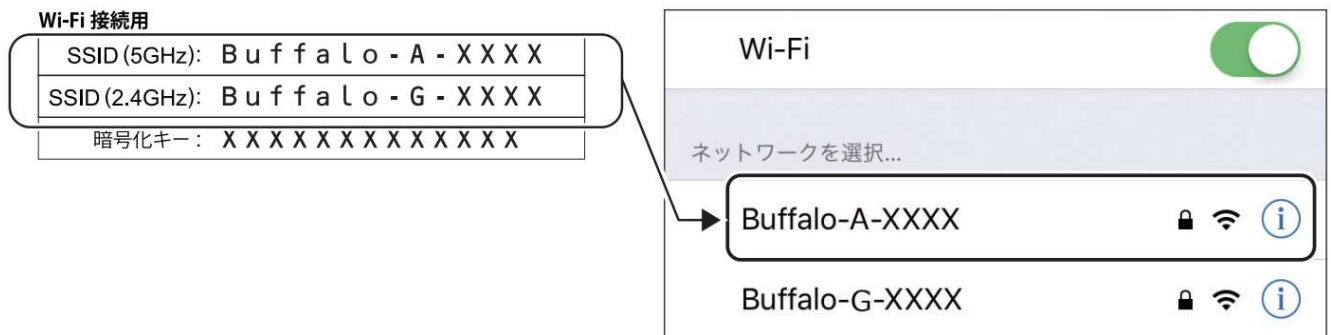 Wi-Fi 接続用
SSID (5GHz): Buffalo-A-XXXX
SSID (2.4GHz): Buffalo-G-XXXX
暗号化キー: XXXXXXXXXXXXX
Wi-Fi
ネットワークを選択...
Buffalo-A-XXXX
Buffalo-G-XXXX